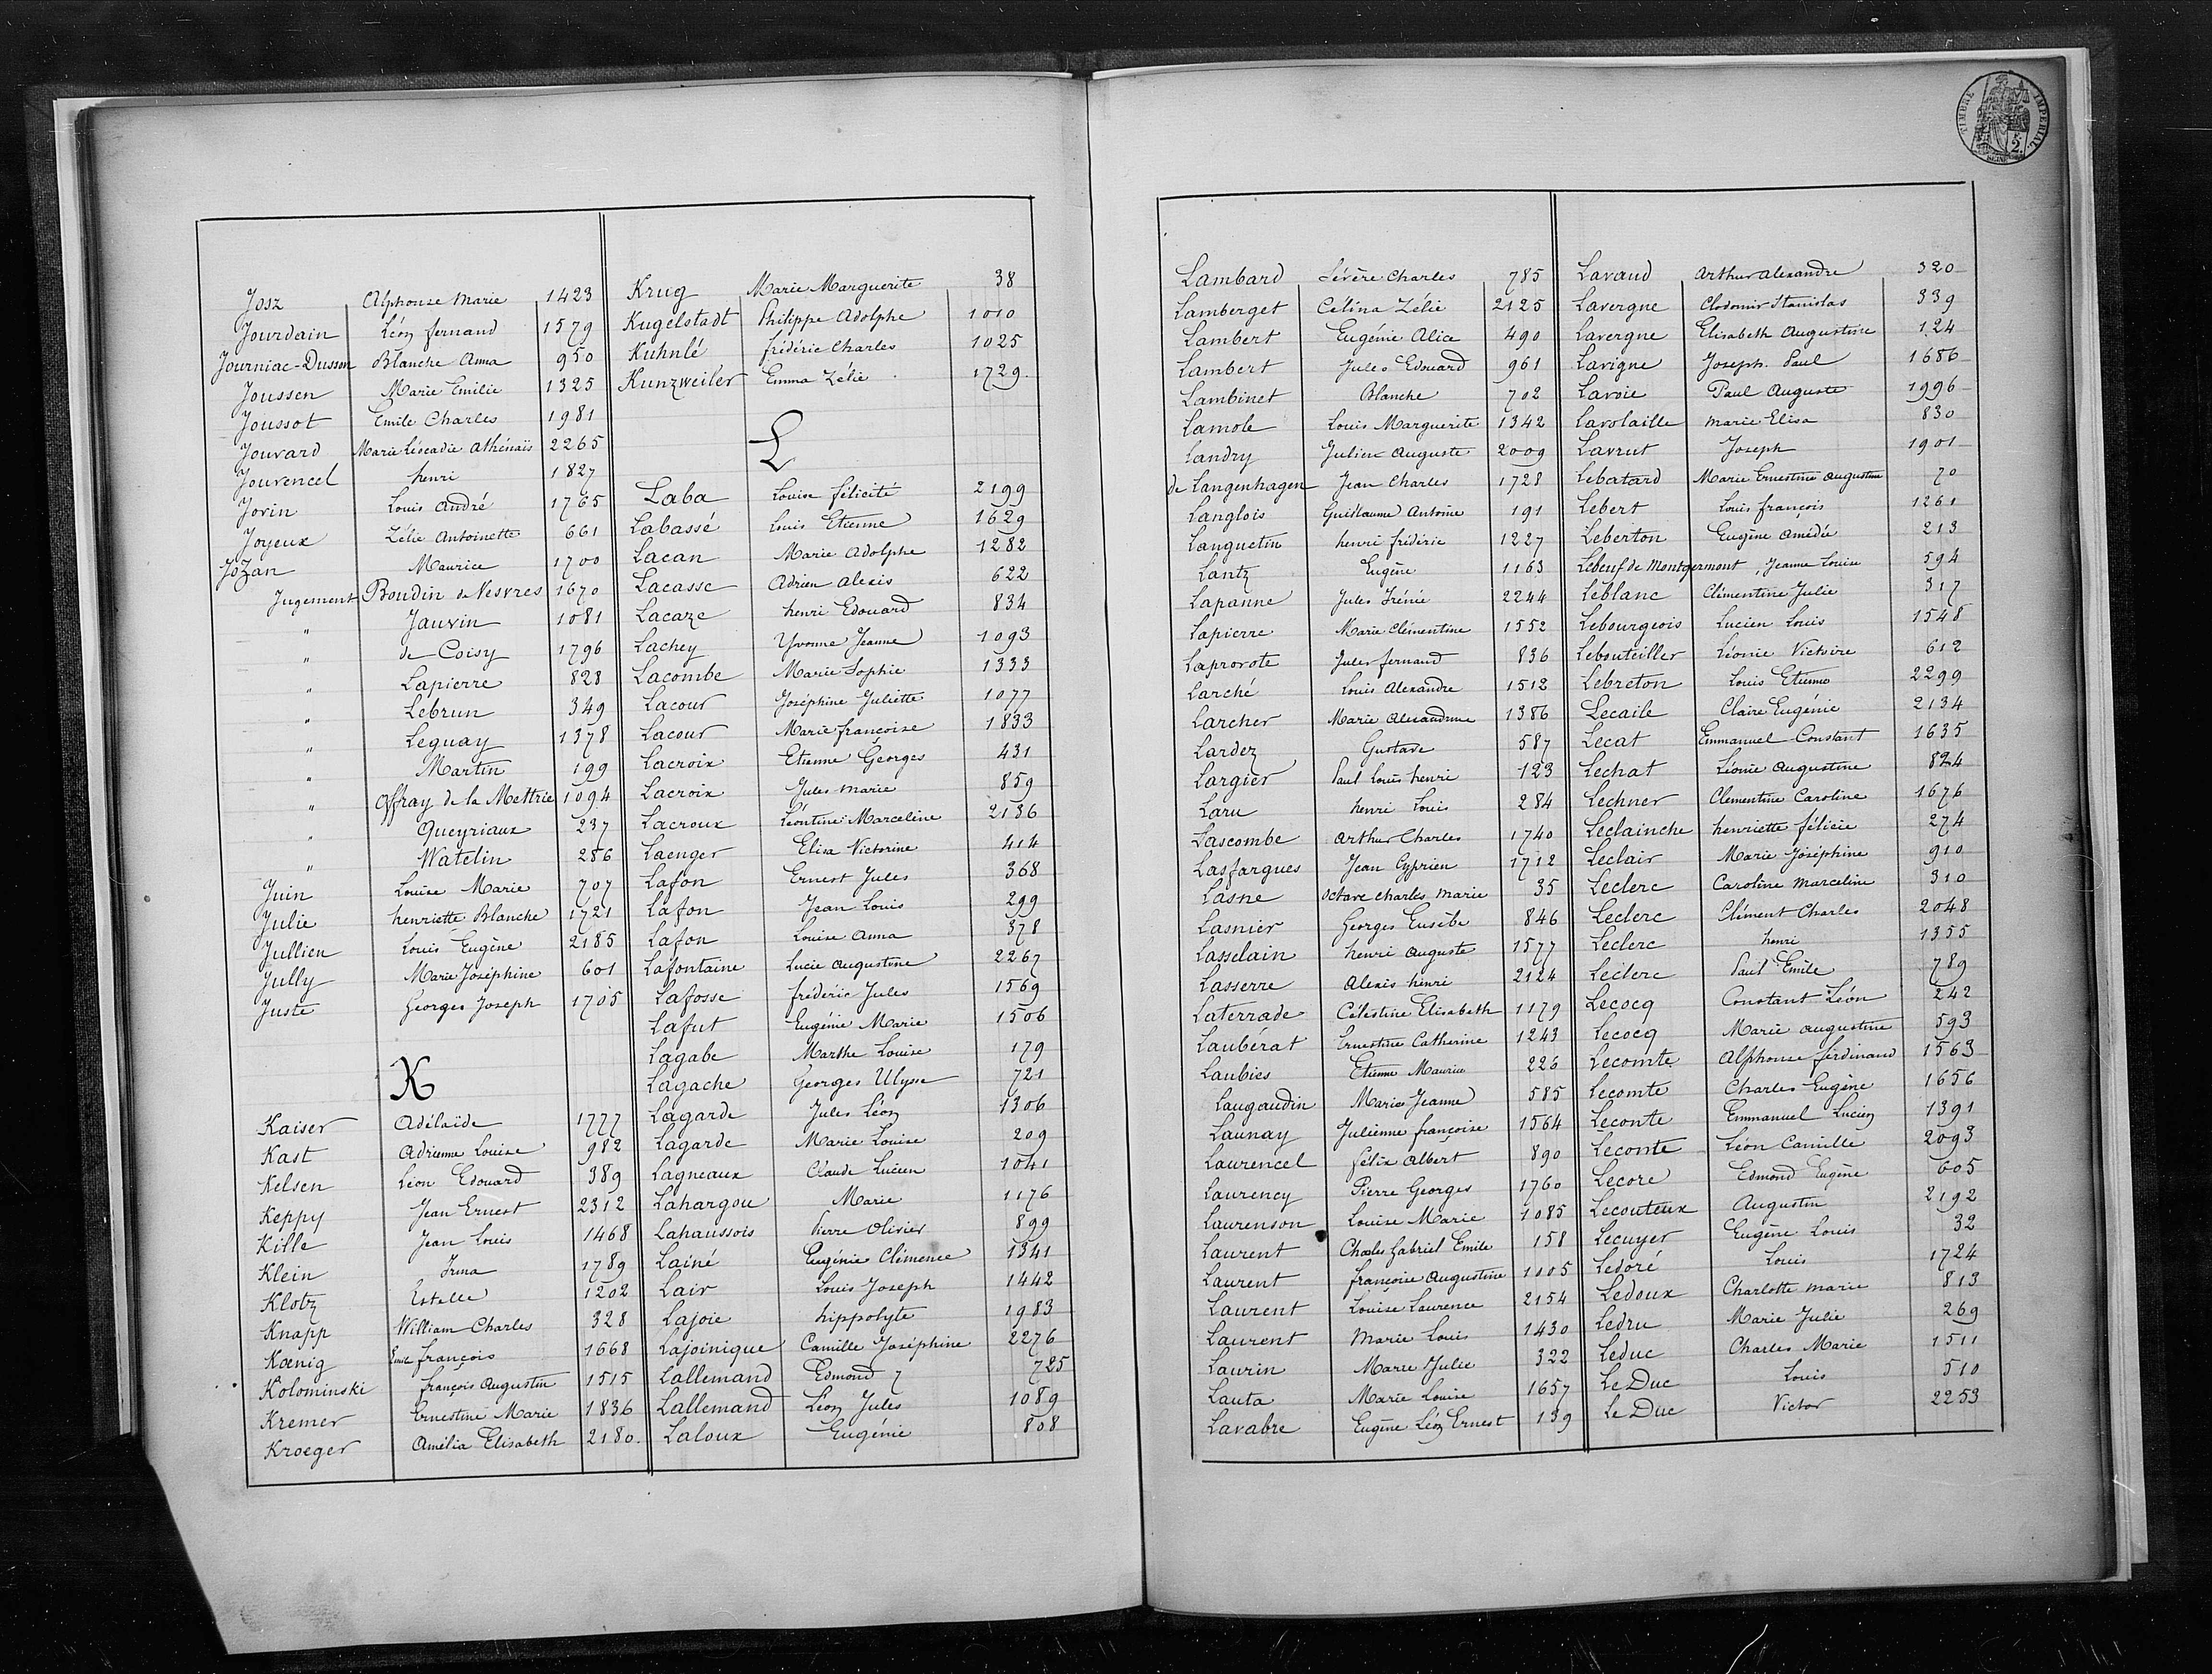 Josz Alphonse Marie 1423
Jourdain Léon fernand 1579
Journiac-Dusson Blanche Anna 950
Joussen Marie Emilie 1325
Joussot Emile Charles 1981
Jouvard Marie Léocadie Athénaïs 2265
Jouvencel henri 1827
Jovin Louis André 1765
Joyeux Zélie Antoinette 661
Jozan Maurice 1700
Jugement Boudin de Vesvres 1670
" Jauvin 1081
" de Coisy 1796
" Lapierre 828
" Lebrun 349
" Leguay 1378
" Martin 199
" Offray de la Mettrie 1094
" Queyriaux 237
" Watelin 286
Juin Louise Marie 707
Julie henriette Blanche 1721
Jullien Louis Eugène 2185
Jully Marie Joséphine 601
Juste Georges Joseph 1705
K
Kaiser Adélaïde 1777
Kast Adrienne Louise 982
Kelsen Léon Edouard 389
Keppy Jean Ernest 2312
Kille Jean Louis 1468
Klein Irma 1789
Klotz Estelle 1202
Knapp William Charles 328
Kœnig Emile françois 1668
Kolominski françois Augustin 1515
Kremer Ernestine Marie 1836
Kroeger Amélia Elisabeth 2180
Krug Marie Marguerite 38
Kugelstadt Philippe Adolphe 1010
Kuhnlé frédéric Charles 1025
Kunzweiler Emma Zélie 1729
L
Laba Louise félicité 2199
Labassé Louis Etienne 1629
Lacan Marie Adolphe 1282
Lacasse Adrien Alexis 622
Lacaze henri Edouard 834
Lachey Yvonne Jeanne 1093
Lacombe Marie Sophie 1333
Lacour Joséphine Juliette 1077
Lacour Marie françoise 1833
Lacroix Etienne Georges 431
Lacroix Jules Marie 859
Lacroux Léontine Marceline 2186
Laenger Elisa Victorine 414
Lafon Ernest Jules 368
Lafon Jean Louis 299
Lafon Louise Anna 378
Lafontaine Lucie Augustine 2267
Lafosse frédéric Jules 1569
Lafut Eugénie Marie 1506
Lagabe Marthe Louise 179
Lagache Georges Ulysse 721
Lagarde Jules Léon 1306
Lagarde Marie Louise 209
Lagneaux Claude Lucien 1041
Lahargou Marie 1176
Lahaussois Pierre Olivier 899
Lainé Eugénie Clémence 1341
Lair Louis Joseph 1442
Lajoie hippolyte 1983
Lajoinique Camille Joséphine 2276
Lallemand Edmond 725
Lallemand Léon Jules 1089
Laloux Eugénie 808
TIMBRE IMPERIAL
SEINE
Lambard Sévère Charles 785
Lamberget Célina Zélie 2125
Lambert Eugénie Alice 490
Lambert Jules Edouard 961
Lambinet Blanche 702
Lamole Louis Marguerite 1342
Landry Julien Auguste 2009
de Langenhagen Jean Charles 1728
Langlois Guillaume Antoine 191
Languetin henri frédéric 1227
Lantz Eugène 1163
Lapanne Jules Irénée 2244
Lapierre Marie Clémentine 1552
Laprovote Jules fernand 836
Larché Louis Alexandre 1512
Larcher Marie Alexandrine 1386
Lardez Gustave 587
Largier Paul Louis henri 123
Laru henri Louis 284
Lascombe Arthur Charles 1740
Lasfargues Jean Cyprien 1712
Lasne Octave Charles Marie 35
Lasnier Georges Eusèbe 846
Lasselain henri Auguste 1577
Lasserre Alexis henri 2124
Laterrade Célestine Elisabeth 1179
Laubérat Ernestine Catherine 1243
Laubies Etienne Maurice 226
Laugaudin Marie Jeanne 585
Launay Julienne françoise 1564
Laurencel félix Albert 890
Laurency Pierre Georges 1760
Laurenson Louise Marie 1085
Laurent Charles Gabriel Emile 158
Laurent françoise Augustine 1005
Laurent Louise Laurence 2154
Laurent Marie Louis 1430
Laurin Marie Julie 322
Lauta Marie Louise 1657
Lavabre Eugène Léon Ernest 139
Lavaud Arthur Alexandre 320
Lavergne Clodomir Stanislas 339
Lavergne Elisabeth Augustine 124
Lavigne Joseph Paul 1686
Lavoie Paul Auguste 1996
Lavolaille Marie Elisa 830
Lavrut Joseph 1901
Lebatard Marie Ernestine Augustine 70
Lebert Louis françois 1261
Leberton Eugène Amédée 213
Lebeuf de Montgermont, Jeanne Louise 594
Leblanc Clémentine Julie 317
Lebourgeois Lucien Louis 1548
Lebouteiller Léonie Victoire 612
Lebreton Louis Etienne 2299
Lecaile Claire Eugénie 2134
Lecat Emmanuel Constant 1635
Lechat Léonie Augustine 824
Lechner Clementine Caroline 1676
Leclainche henriette félicie 274
Leclair Marie Joséphine 910
Leclerc Caroline Marceline 310
Leclerc Clément Charles 2048
Leclerc henri 1355
Leclerc Paul Emile 789
Lecocq Constant Léon 242
Lecocq Marie Augustine 593
Lecomte Alphonse ferdinand 1563
Lecomte Charles Eugène 1656
Leconte Emmanuel Lucien 1391
Leconte Léon Camille 2093
Lecore Edmond Eugène 605
Lecouteux Augustin 2192
Lecuyer Eugène Louis 32
Ledoré Louis 1724
Ledoux Charlotte Marie 813
Ledru Marie Julie 269
Leduc Charles Marie 1511
Le Duc Louis 510
Le Duc Victor 2253